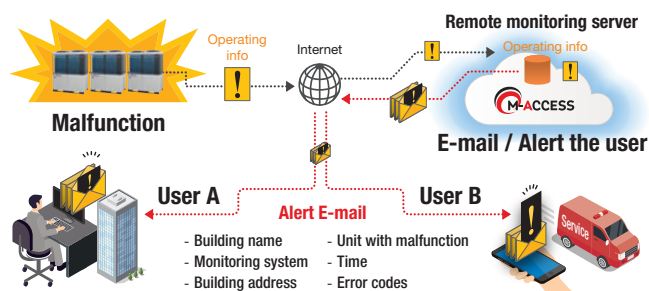 Remote monitoring server
Operating
info
Internet
Operating info
M-ACCESS
Malfunction
E-mail / Alert the user
User A
User B
Alert E-mail
Service
- Building name
- Monitoring system
- Building address
- Unit with malfunction
- Time
- Error codes